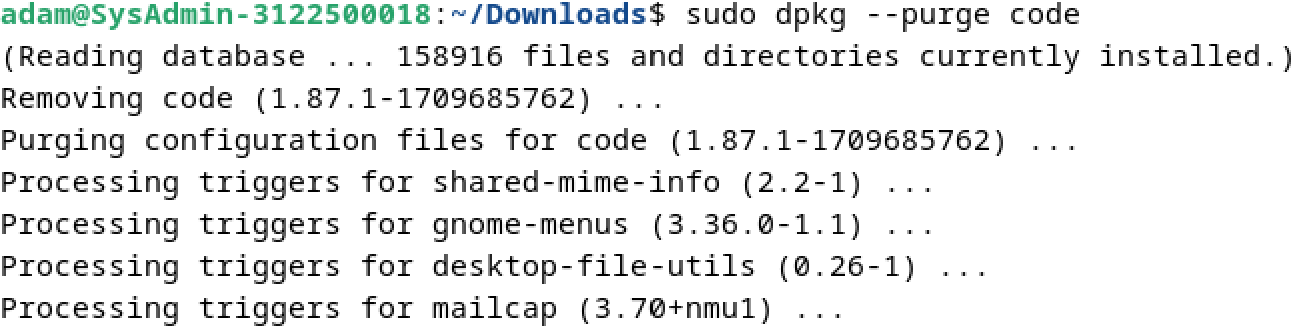 adam@SysAdmin-3122500018:~/Downloads$ sudo dpkg --purge code
(Reading database ... 158916 files and directories currently installed.)
Removing code (1.87.1-1709685762) ...
Purging configuration files for code (1.87.1-1709685762) ...
Processing triggers for shared-mime-info (2.2-1) ...
Processing triggers for gnome-menus (3.36.0-1.1) ...
Processing triggers for desktop-file-utils (0.26-1) ...
Processing triggers for mailcap (3.70+nmu1) ...